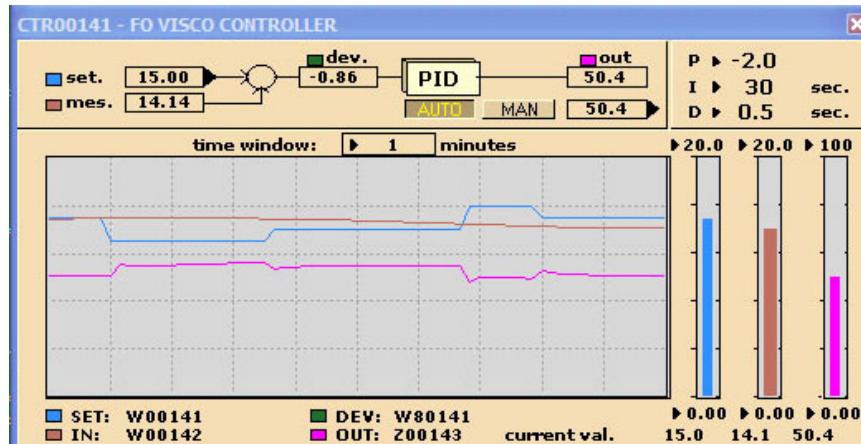 CTR00141 - FO VISCO CONTROLLER
set. 15.00
mes. 14.14
dev.
-0.86
PID
AUTO MAN
out
50.4
50.4
P -2.0
I 30 sec.
D 0.5 sec.
time window: 1 minutes
20.0 20.0 100
0.00 0.00 0.00
SET: W00141 DEV: W80141
IN: W00142 OUT: Z00143 current val. 15.0 14.1 50.4